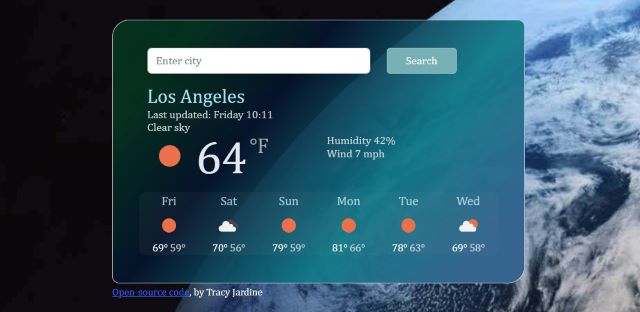 Enter city
Search
Los Angeles
Last updated: Friday 10:11
Clear sky
64 °F
Humidity 42%
Wind 7 mph
Fri Sat Sun Mon Tue Wed
69° 59° 70° 56° 79° 59° 81° 66° 78° 63° 69° 58°
Open-source code, by Tracy Jardine